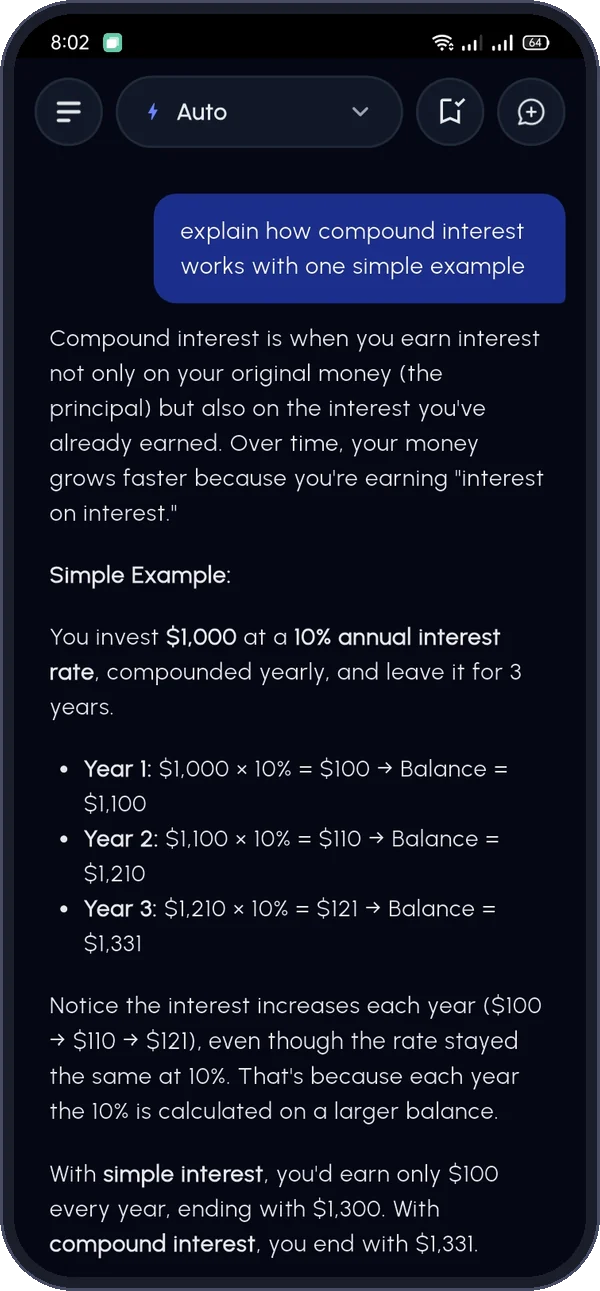 8:02
64
Auto
explain how compound interest
works with one simple example
Compound interest is when you earn interest
not only on your original money (the
principal) but also on the interest you've
already earned. Over time, your money
grows faster because you're earning "interest
on interest."
Simple Example:
You invest $1,000 at a 10% annual interest
rate, compounded yearly, and leave it for 3
years.
• Year 1: $1,000 × 10% = $100 → Balance =
$1,100
• Year 2: $1,100 × 10% = $110 → Balance =
$1,210
• Year 3: $1,210 × 10% = $121 → Balance =
$1,331
Notice the interest increases each year ($100
→ $110 → $121), even though the rate stayed
the same at 10%. That's because each year
the 10% is calculated on a larger balance.
With simple interest, you'd earn only $100
every year, ending with $1,300. With
compound interest, you end with $1,331.